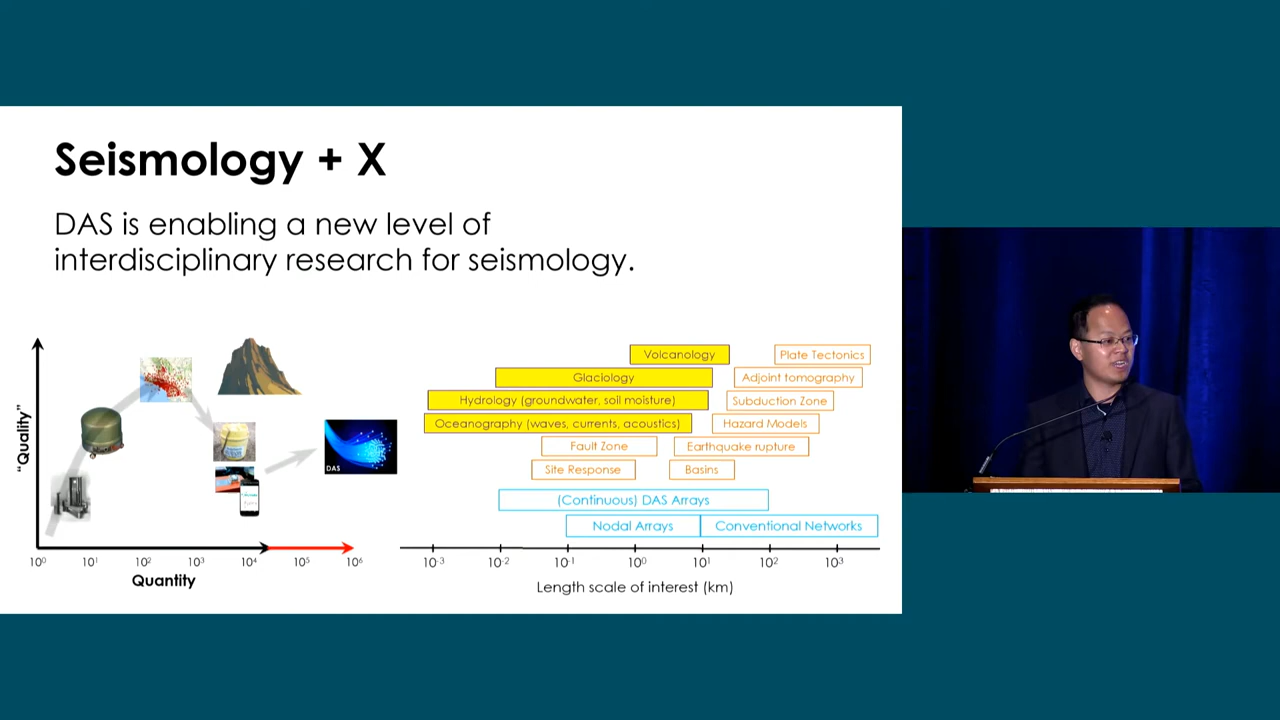 Seismology + X
DAS is enabling a new level of
interdisciplinary research for seismology.
"Quality"
DAS
10⁰ 10¹ 10² 10³ 10⁴ 10⁵ 10⁶
Quantity
Volcanology
Plate Tectonics
Glaciology
Adjoint tomography
Hydrology (groundwater, soil moisture)
Subduction Zone
Oceanography (waves, currents, acoustics)
Hazard Models
Fault Zone
Earthquake rupture
Site Response
Basins
(Continuous) DAS Arrays
Nodal Arrays
Conventional Networks
10⁻³ 10⁻² 10⁻¹ 10⁰ 10¹ 10² 10³
Length scale of interest (km)